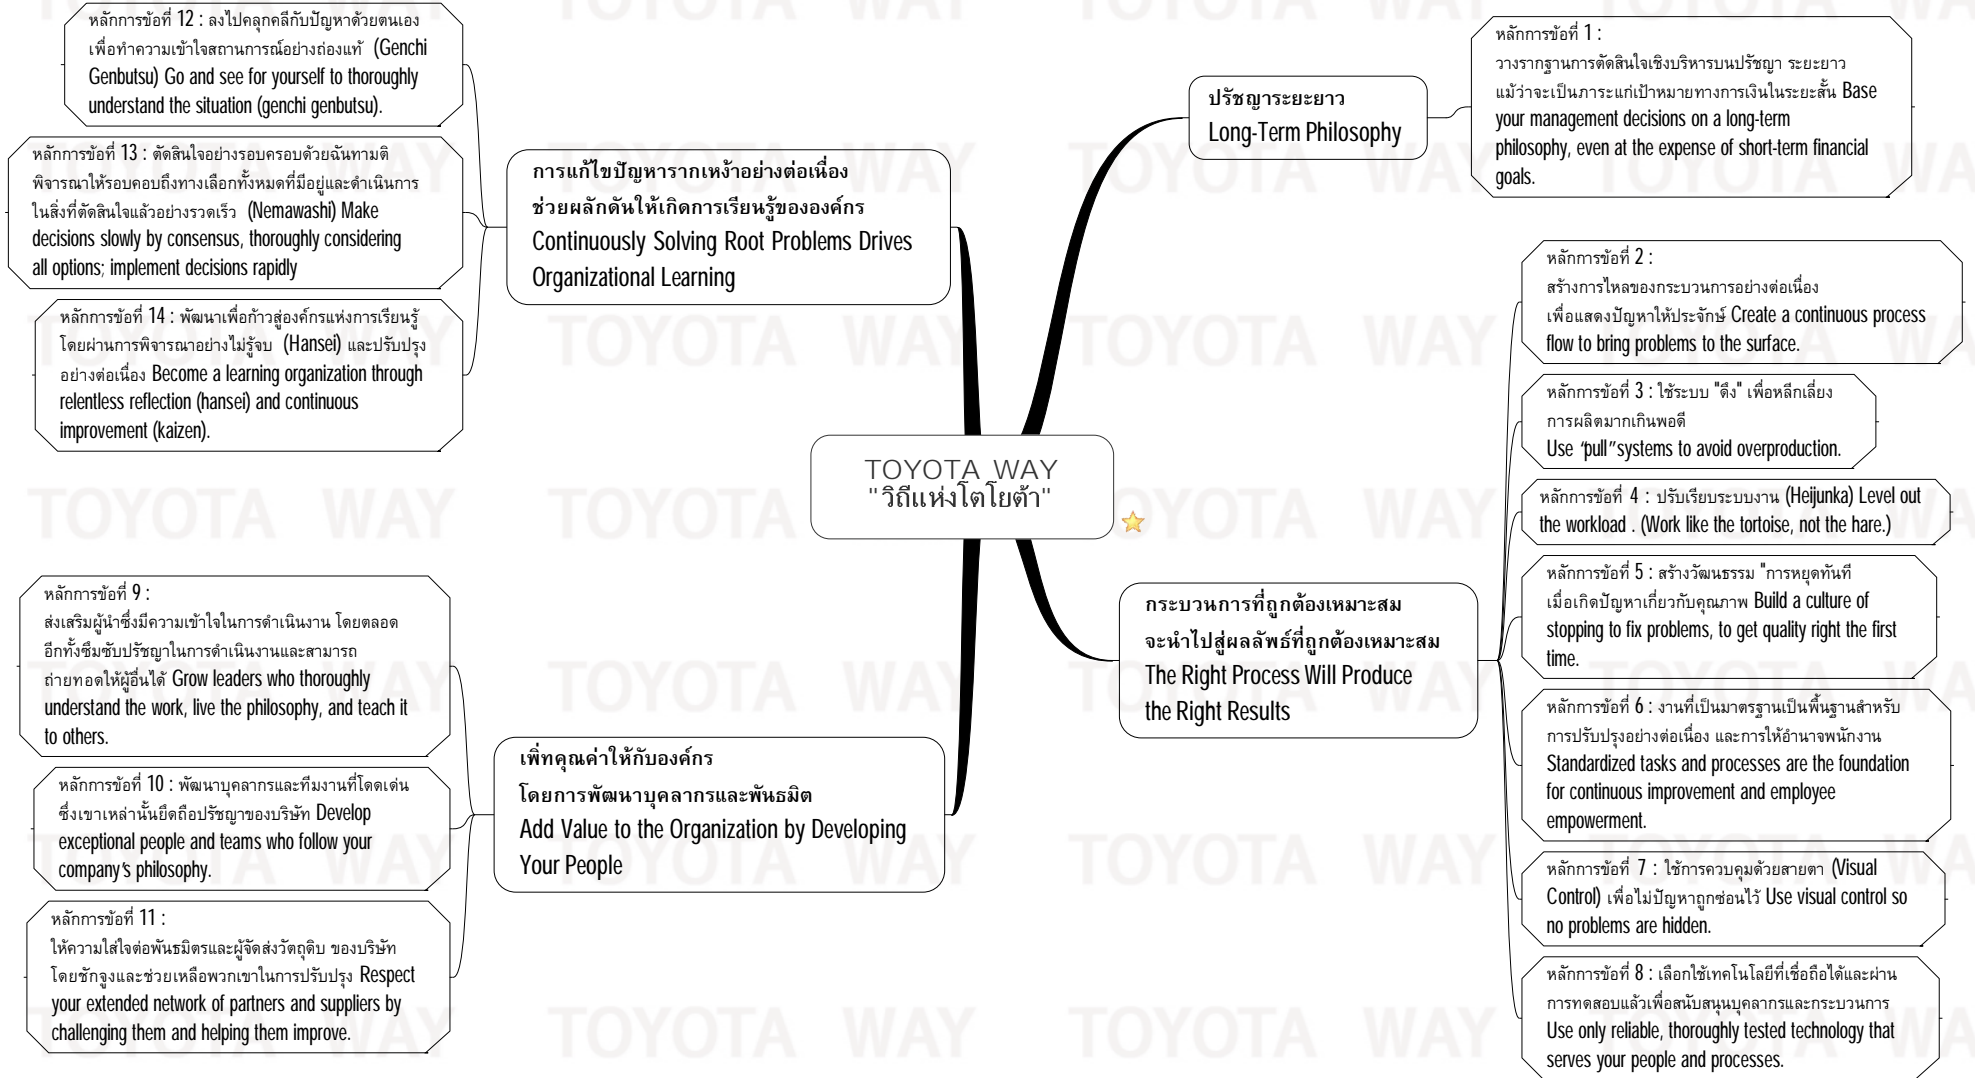 TOYOTA WAY
"วิถีแห่งโตโยต้า"
ปรัชญาระยะยาว
Long-Term Philosophy
หลักการข้อที่ 1 :
วางรากฐานการตัดสินใจเชิงบริหารบนปรัชญา ระยะยาว
แม้ว่าจะเป็นภาระแก่เป้าหมายทางการเงินในระยะสั้น Base
your management decisions on a long-term
philosophy, even at the expense of short-term financial
goals.
กระบวนการที่ถูกต้องเหมาะสม
จะนำไปสู่ผลลัพธ์ที่ถูกต้องเหมาะสม
The Right Process Will Produce
the Right Results
หลักการข้อที่ 2 :
สร้างการไหลของกระบวนการอย่างต่อเนื่อง
เพื่อแสดงปัญหาให้ประจักษ์ Create a continuous process
flow to bring problems to the surface.
หลักการข้อที่ 3 : ใช้ระบบ "ดึง" เพื่อหลีกเลี่ยง
การผลิตมากเกินพอดี
Use "pull" systems to avoid overproduction.
หลักการข้อที่ 4 : ปรับเรียบระบบงาน (Heijunka) Level out
the workload . (Work like the tortoise, not the hare.)
หลักการข้อที่ 5 : สร้างวัฒนธรรม "การหยุดทันที
เมื่อเกิดปัญหาเกี่ยวกับคุณภาพ Build a culture of
stopping to fix problems, to get quality right the first
time.
หลักการข้อที่ 6 : งานที่เป็นมาตรฐานเป็นพื้นฐานสำหรับ
การปรับปรุงอย่างต่อเนื่อง และการให้อำนาจพนักงาน
Standardized tasks and processes are the foundation
for continuous improvement and employee
empowerment.
หลักการข้อที่ 7 : ใช้การควบคุมด้วยสายตา (Visual
Control) เพื่อไม่ปัญหาถูกซ่อนไว้ Use visual control so
no problems are hidden.
หลักการข้อที่ 8 : เลือกใช้เทคโนโลยีที่เชื่อถือได้และผ่าน
การทดสอบแล้วเพื่อสนับสนุนบุคลากรและกระบวนการ
Use only reliable, thoroughly tested technology that
serves your people and processes.
เพิ่ทคุณค่าให้กับองค์กร
โดยการพัฒนาบุคลากรและพันธมิต
Add Value to the Organization by Developing
Your People
หลักการข้อที่ 9 :
ส่งเสริมผู้นำซึ่งมีความเข้าใจในการดำเนินงาน โดยตลอด
อีกทั้งซึมซับปรัชญาในการดำเนินงานและสามารถ
ถ่ายทอดให้ผู้อื่นได้ Grow leaders who thoroughly
understand the work, live the philosophy, and teach it
to others.
หลักการข้อที่ 10 : พัฒนาบุคลากรและทีมงานที่โดดเด่น
ซึ่งเขาเหล่านั้นยึดถือปรัชญาของบริษัท Develop
exceptional people and teams who follow your
company's philosophy.
หลักการข้อที่ 11 :
ให้ความใส่ใจต่อพันธมิตรและผู้จัดส่งวัตถุดิบ ของบริษัท
โดยชักจูงและช่วยเหลือพวกเขาในการปรับปรุง Respect
your extended network of partners and suppliers by
challenging them and helping them improve.
การแก้ไขปัญหารากเหง้าอย่างต่อเนื่อง
ช่วยผลักดันให้เกิดการเรียนรู้ขององค์กร
Continuously Solving Root Problems Drives
Organizational Learning
หลักการข้อที่ 12 : ลงไปคลุกคลีกับปัญหาด้วยตนเอง
เพื่อทำความเข้าใจสถานการณ์อย่างถ่องแท้ (Genchi
Genbutsu) Go and see for yourself to thoroughly
understand the situation (genchi genbutsu).
หลักการข้อที่ 13 : ตัดสินใจอย่างรอบครอบด้วยฉันทามติ
พิจารณาให้รอบคอบถึงทางเลือกทั้งหมดที่มีอยู่และดำเนินการ
ในสิ่งที่ตัดสินใจแล้วอย่างรวดเร็ว (Nemawashi) Make
decisions slowly by consensus, thoroughly considering
all options; implement decisions rapidly
หลักการข้อที่ 14 : พัฒนาเพื่อก้าวสู่องค์กรแห่งการเรียนรู้
โดยผ่านการพิจารณาอย่างไม่รู้จบ (Hansei) และปรับปรุง
อย่างต่อเนื่อง Become a learning organization through
relentless reflection (hansei) and continuous
improvement (kaizen).